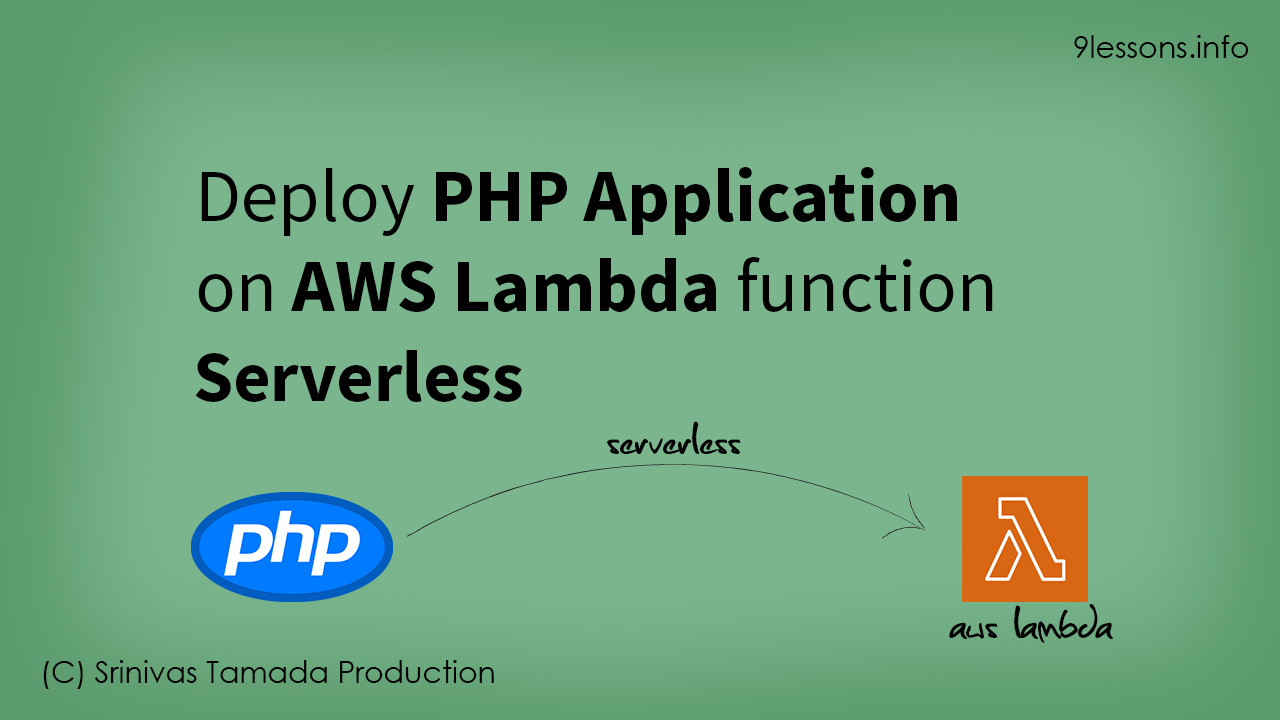 9lessons.info
Deploy PHP Application
on AWS Lambda function
Serverless
serverless
php
aws lambda
(C) Srinivas Tamada Production